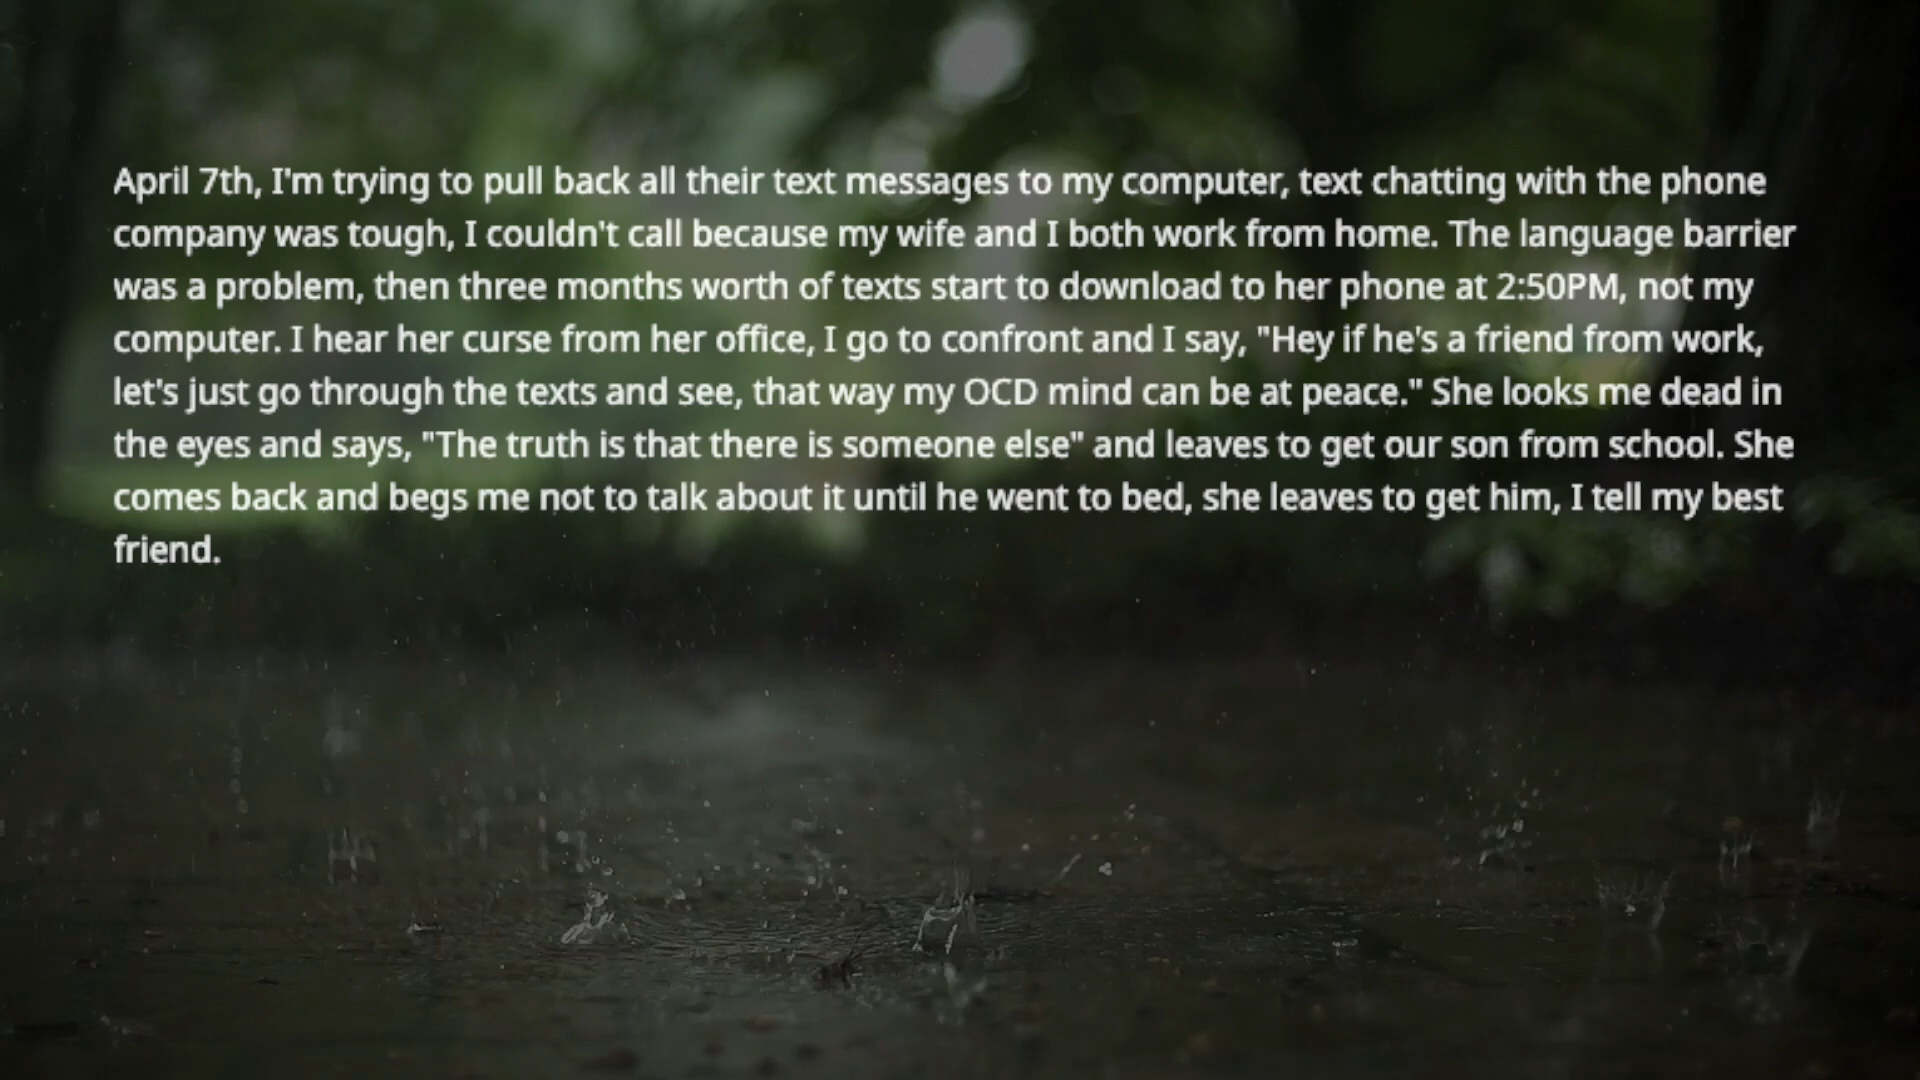 April 7th, I'm trying to pull back all their text messages to my computer, text chatting with the phone
company was tough, I couldn't call because my wife and I both work from home. The language barrier
was a problem, then three months worth of texts start to download to her phone at 2:50PM, not my
computer. I hear her curse from her office, I go to confront and I say, "Hey if he's a friend from work,
let's just go through the texts and see, that way my OCD mind can be at peace." She looks me dead in
the eyes and says, "The truth is that there is someone else" and leaves to get our son from school. She
comes back and begs me not to talk about it until he went to bed, she leaves to get him, I tell my best
friend.